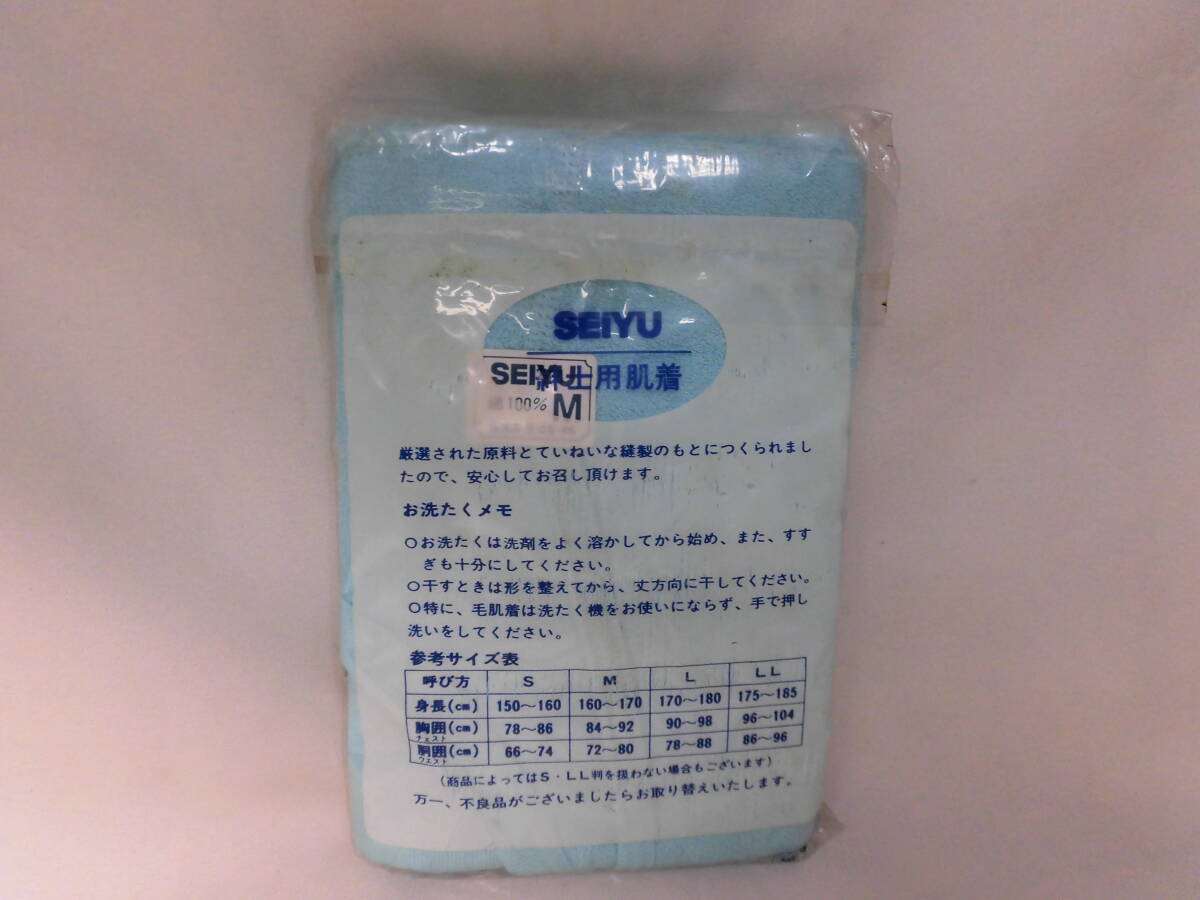 SEIYU
紳士用肌着
SEIYU
綿100% M
厳選された原料とていねいな縫製のもとにつくられまし
たので、安心してお召し頂けます。
お洗たくメモ
○お洗たくは洗剤をよく溶かしてから始め、また、すす
ぎも十分にしてください。
○干すときは形を整えてから、丈方向に干してください。
○特に、毛肌着は洗たく機をお使いにならず、手で押し
洗いをしてください。
参考サイズ表
呼び方 S M L LL
身長(cm) 150〜160 160〜170 170〜180 175〜185
胸囲(cm) 78〜86 84〜92 90〜98 96〜104
チェスト
胴囲(cm) 66〜74 72〜80 78〜88 86〜96
ウエスト
(商品によってはS・LL判を扱わない場合もございます)
万一、不良品がございましたらお取り替えいたします。